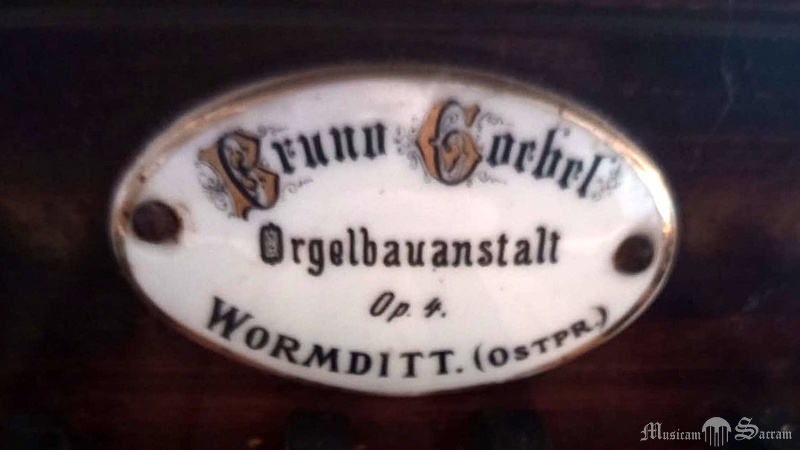 Bruno Goebel
Orgelbauanstalt
Op. 4.
WORMDITT. (OSTPR.)
Musicam Sacram